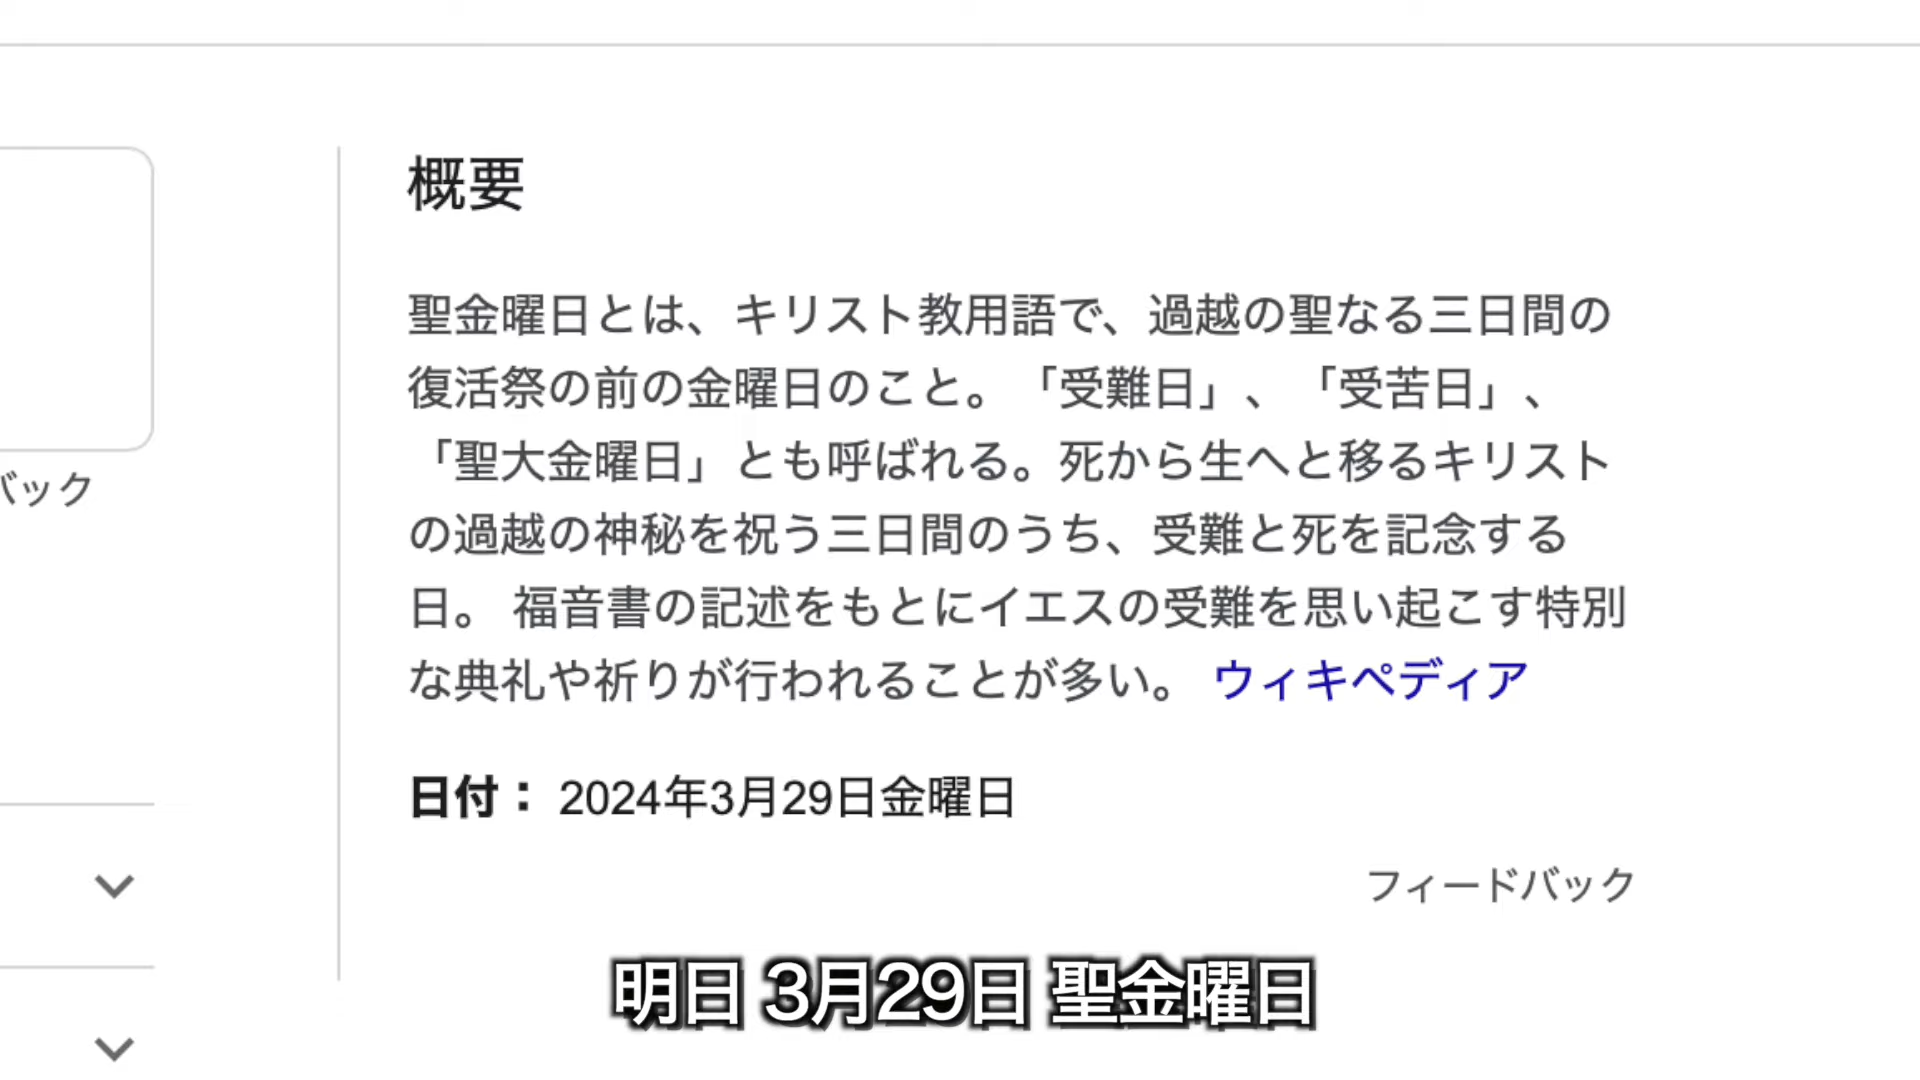 概要
聖金曜日とは、キリスト教用語で、過越の聖なる三日間の
復活祭の前の金曜日のこと。「受難日」、「受苦日」、
「聖大金曜日」とも呼ばれる。死から生へと移るキリスト
の過越の神秘を祝う三日間のうち、受難と死を記念する
日。 福音書の記述をもとにイエスの受難を思い起こす特別
な典礼や祈りが行われることが多い。 ウィキペディア
日付： 2024年3月29日金曜日
フィードバック
バック
明日 3月29日 聖金曜日